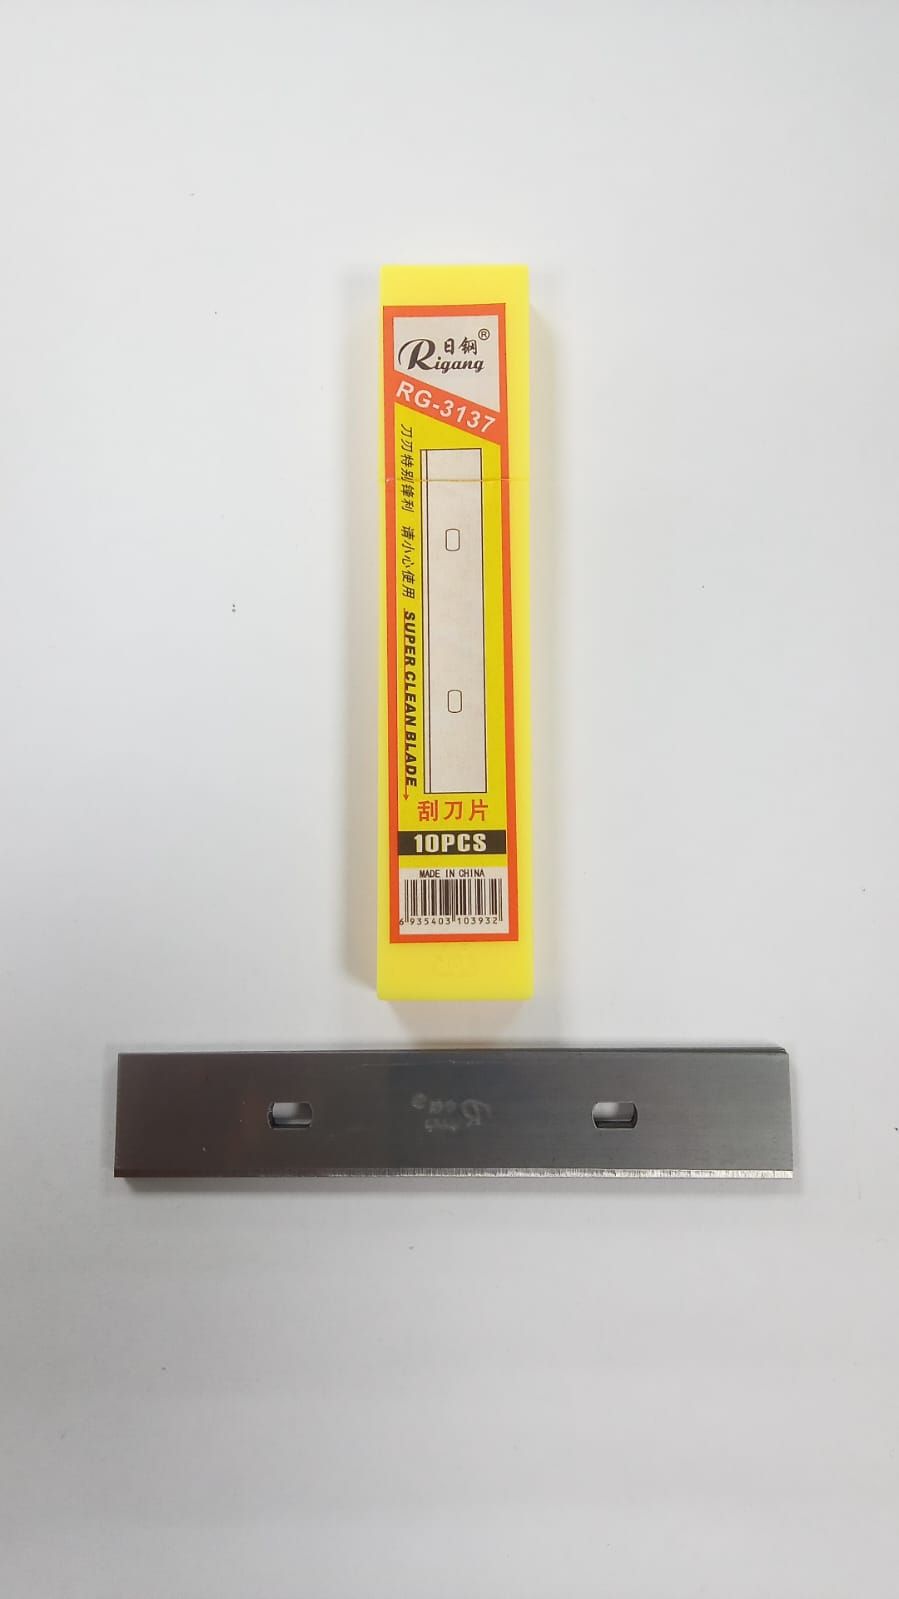 日钢®
Rigang
RG-3137
刀刃特别锋利 请小心使用 SUPER CLEAN BLADE
刮刀片
10PCS
MADE IN CHINA
6 935403 103932